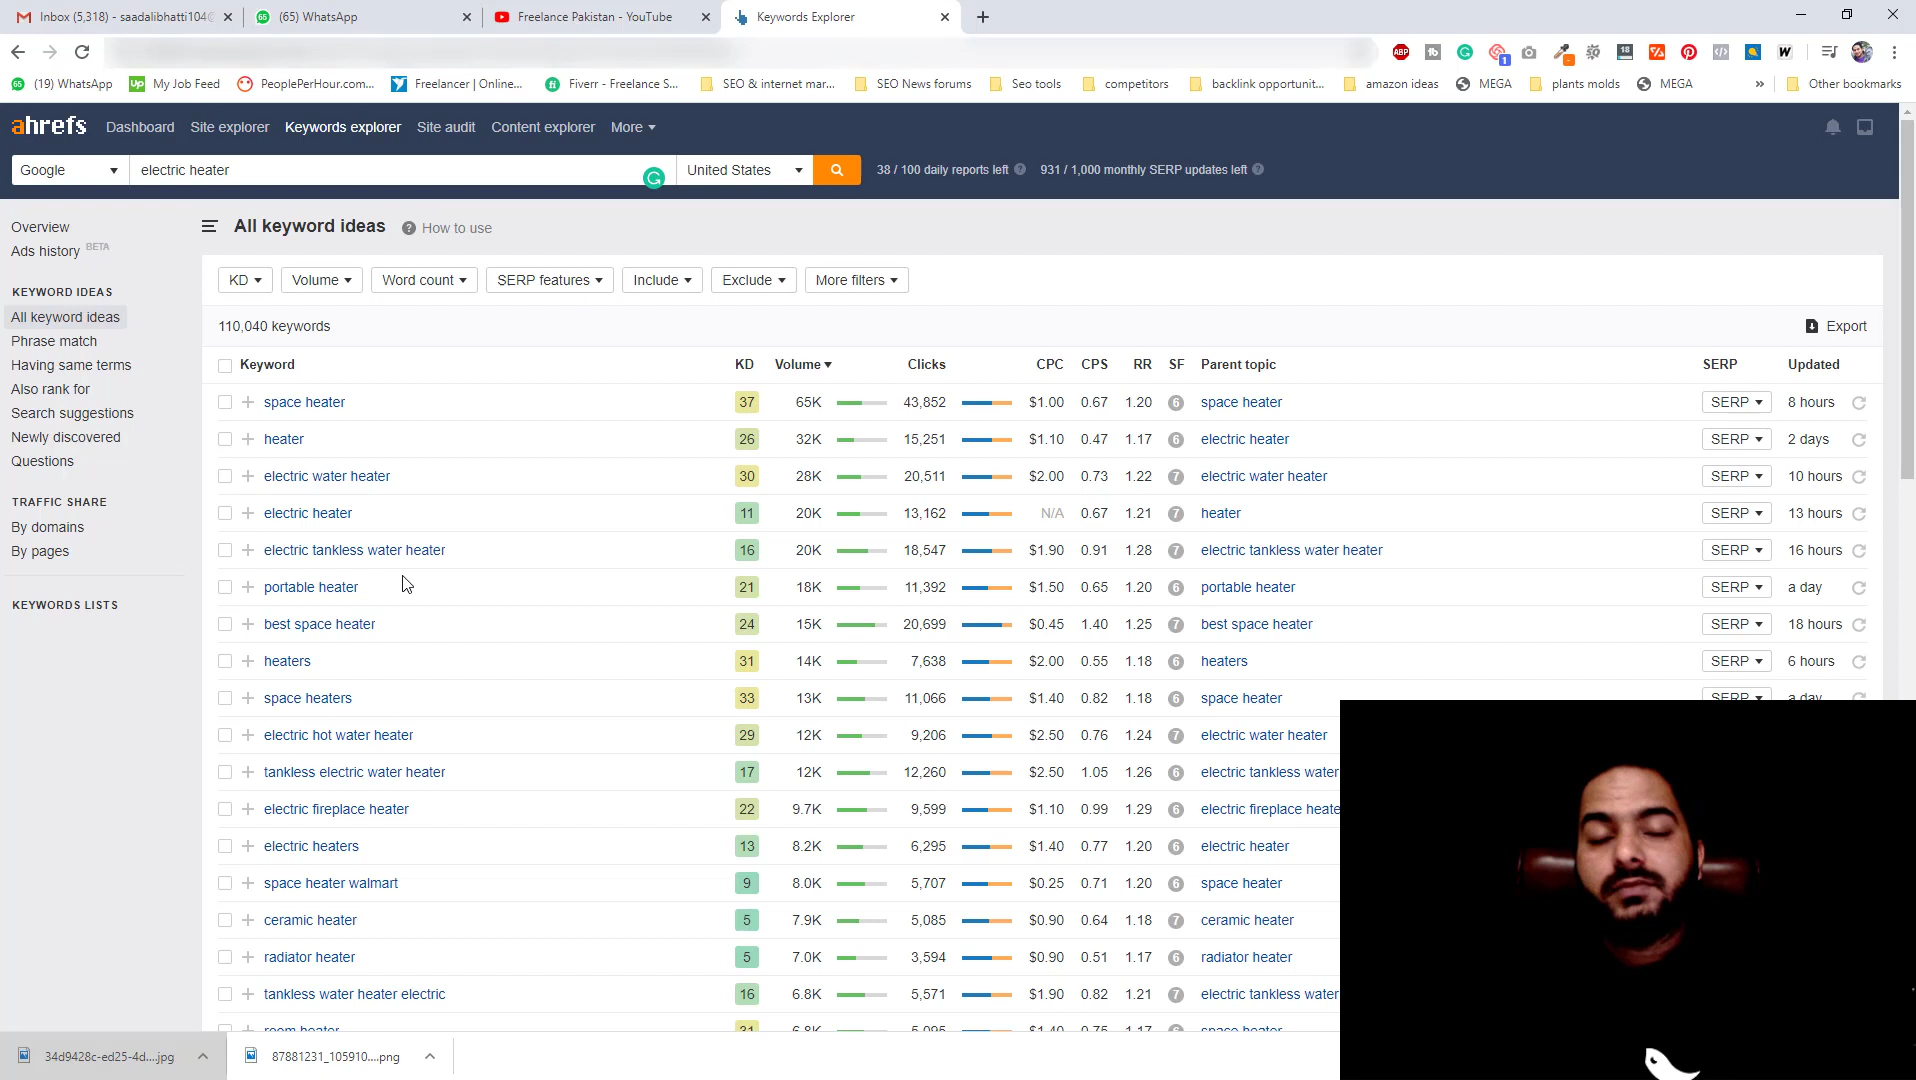 Inbox (5,318) - saadalibhatti104@
(65) WhatsApp
Freelance Pakistan - YouTube
Keywords Explorer
(19) WhatsApp
My Job Feed
PeoplePerHour.com...
Freelancer | Online...
Fiverr - Freelance S...
SEO & internet mar...
SEO News forums
Seo tools
competitors
backlink opportunit...
amazon ideas
MEGA
plants molds
MEGA
Other bookmarks
ahrefs
Dashboard
Site explorer
Keywords explorer
Site audit
Content explorer
More
Google
electric heater
United States
38 / 100 daily reports left
931 / 1,000 monthly SERP updates left
Overview
Ads history BETA
KEYWORD IDEAS
All keyword ideas
Phrase match
Having same terms
Also rank for
Search suggestions
Newly discovered
Questions
TRAFFIC SHARE
By domains
By pages
KEYWORDS LISTS
All keyword ideas
How to use
KD
Volume
Word count
SERP features
Include
Exclude
More filters
110,040 keywords
Export
Keyword KD Volume Clicks CPC CPS RR SF Parent topic SERP Updated
space heater 37 65K 43,852 $1.00 0.67 1.20 6 space heater SERP 8 hours
heater 26 32K 15,251 $1.10 0.47 1.17 6 electric heater SERP 2 days
electric water heater 30 28K 20,511 $2.00 0.73 1.22 7 electric water heater SERP 10 hours
electric heater 11 20K 13,162 N/A 0.67 1.21 7 heater SERP 13 hours
electric tankless water heater 16 20K 18,547 $1.90 0.91 1.28 7 electric tankless water heater SERP 16 hours
portable heater 21 18K 11,392 $1.50 0.65 1.20 6 portable heater SERP a day
best space heater 24 15K 20,699 $0.45 1.40 1.25 7 best space heater SERP 18 hours
heaters 31 14K 7,638 $2.00 0.55 1.18 6 heaters SERP 6 hours
space heaters 33 13K 11,066 $1.40 0.82 1.18 6 space heater SERP a day
electric hot water heater 29 12K 9,206 $2.50 0.76 1.24 7 electric water heater
tankless electric water heater 17 12K 12,260 $2.50 1.05 1.26 6 electric tankless water
electric fireplace heater 22 9.7K 9,599 $1.10 0.99 1.29 6 electric fireplace heate
electric heaters 13 8.2K 6,295 $1.40 0.77 1.20 6 electric heater
space heater walmart 9 8.0K 5,707 $0.25 0.71 1.20 6 space heater
ceramic heater 5 7.9K 5,085 $0.90 0.64 1.18 7 ceramic heater
radiator heater 5 7.0K 3,594 $0.90 0.51 1.17 6 radiator heater
tankless water heater electric 16 6.8K 5,571 $1.90 0.82 1.21 7 electric tankless water
room heater 31 6.8K 5,095 $1.40 0.75 1.17 space heater
34d9428c-ed25-4d....jpg
87881231_105910....png